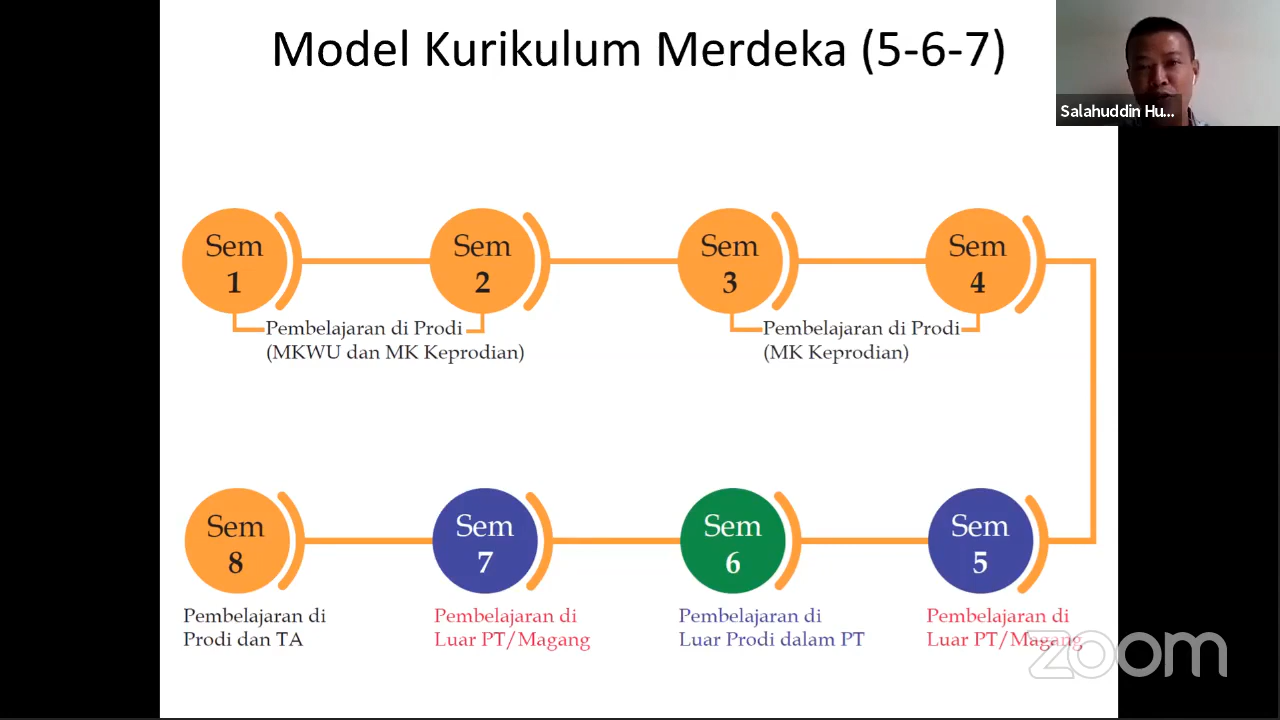 Model Kurikulum Merdeka (5-6-7)
Salahuddin Hu...
Sem
1
Sem
2
Sem
3
Sem
4
Pembelajaran di Prodi
(MKWU dan MK Keprodian)
Pembelajaran di Prodi
(MK Keprodian)
Sem
8
Sem
7
Sem
6
Sem
5
Pembelajaran di
Prodi dan TA
Pembelajaran di
Luar PT/Magang
Pembelajaran di
Luar Prodi dalam PT
Pembelajaran di
Luar PT/Magang
zoom